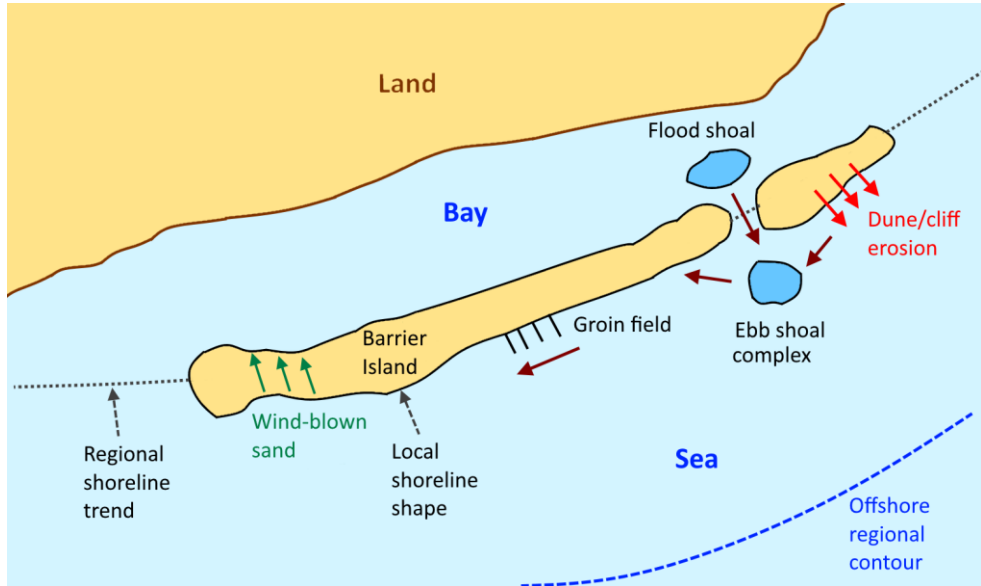 Land
Flood shoal
Bay
Dune/cliff
erosion
Groin field
Ebb shoal
complex
Barrier
Island
Wind-blown
sand
Regional
shoreline
trend
Local
shoreline
shape
Sea
Offshore
regional
contour